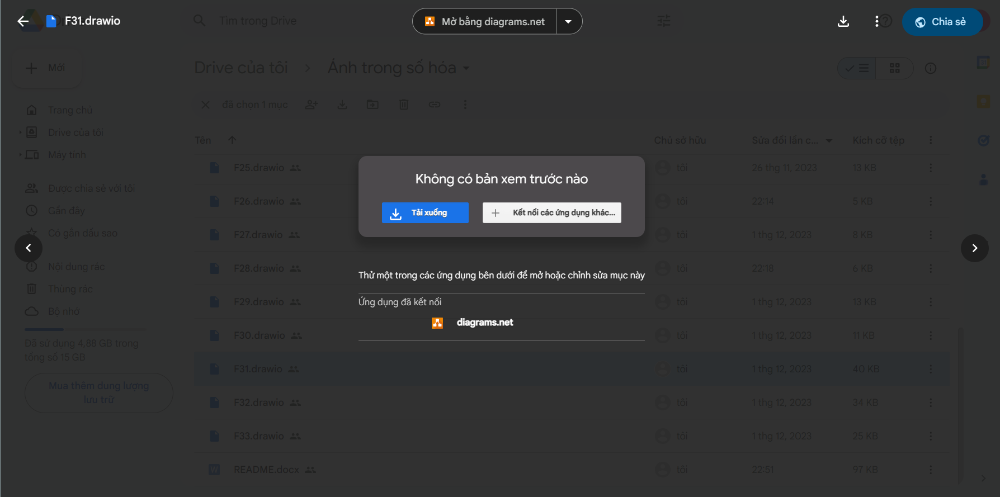 F31.drawio
Tìm trong Drive
Mở bằng diagrams.net
Chia sẻ
Mới
Drive của tôi
Ảnh trong số hóa
đã chọn 1 mục
Trang chủ
Drive của tôi
Máy tính
Được chia sẻ với tôi
Gần đây
Có gắn dấu sao
Nội dung rác
Thùng rác
Bộ nhớ
Đã sử dụng 4,88 GB trong
tổng số 15 GB
Mua thêm dung lượng
lưu trữ
Tên Chủ sở hữu Sửa đổi lần c... Kích cỡ tệp
F25.drawio tôi 26 thg 11, 2023 13 KB
F26.drawio tôi 22:14 5 KB
F27.drawio tôi 1 thg 12, 2023 8 KB
F28.drawio tôi 22:18 6 KB
F29.drawio tôi 1 thg 12, 2023 13 KB
F30.drawio tôi 1 thg 12, 2023 11 KB
F31.drawio tôi 1 thg 12, 2023 40 KB
F32.drawio tôi 1 thg 12, 2023 34 KB
F33.drawio tôi 1 thg 12, 2023 25 KB
README.docx tôi 22:51 97 KB
Không có bản xem trước nào
Tải xuống
Kết nối các ứng dụng khác...
Thử một trong các ứng dụng bên dưới để mở hoặc chỉnh sửa mục này
Ứng dụng đã kết nối
diagrams.net